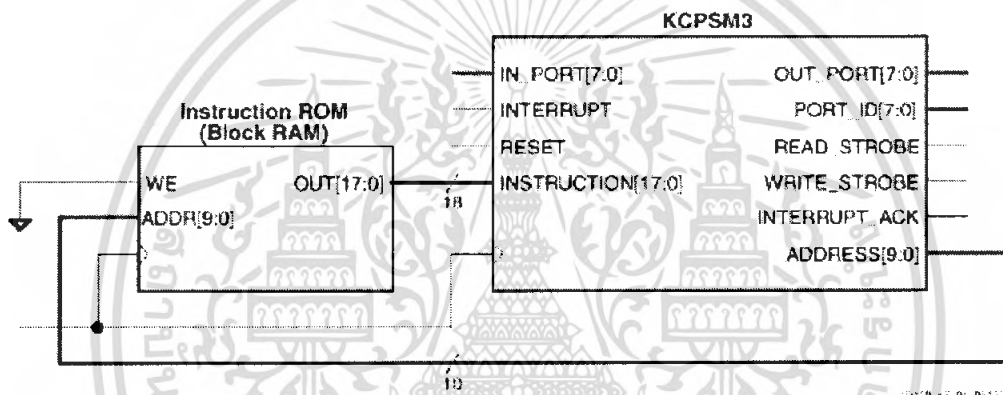 KCPSM3
Instruction ROM
(Block RAM)
WE
OUT[17:0]
ADDR[9:0]
18
IN_PORT[7:0]
OUT_PORT[7:0]
INTERRUPT
PORT_ID[7:0]
RESET
READ_STROBE
INSTRUCTION[17:0]
WRITE_STROBE
INTERRUPT_ACK
ADDRESS[9:0]
10